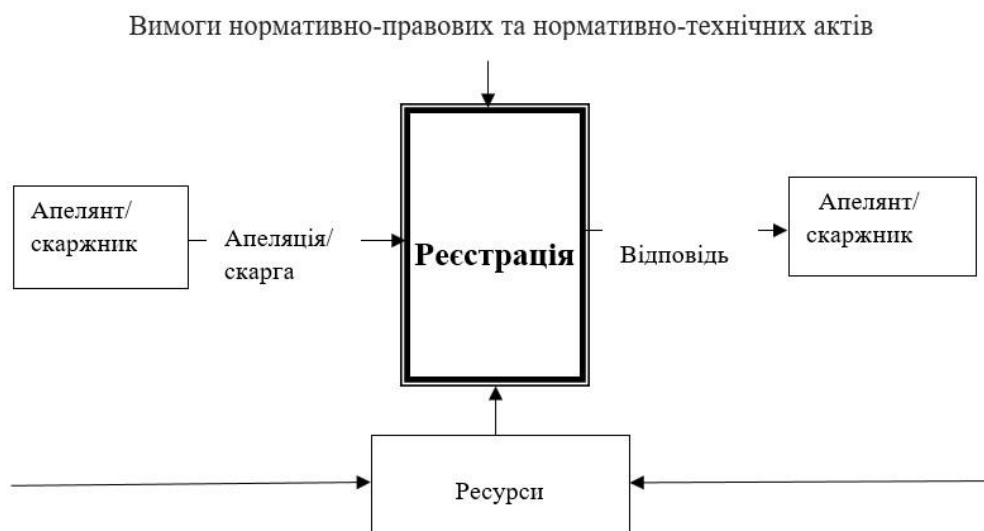 Вимоги нормативно-правових та нормативно-технічних актів
Апелянт/
скаржник
Апеляція/
скарга
Реєстрація
Відповідь
Апелянт/
скаржник
Ресурси